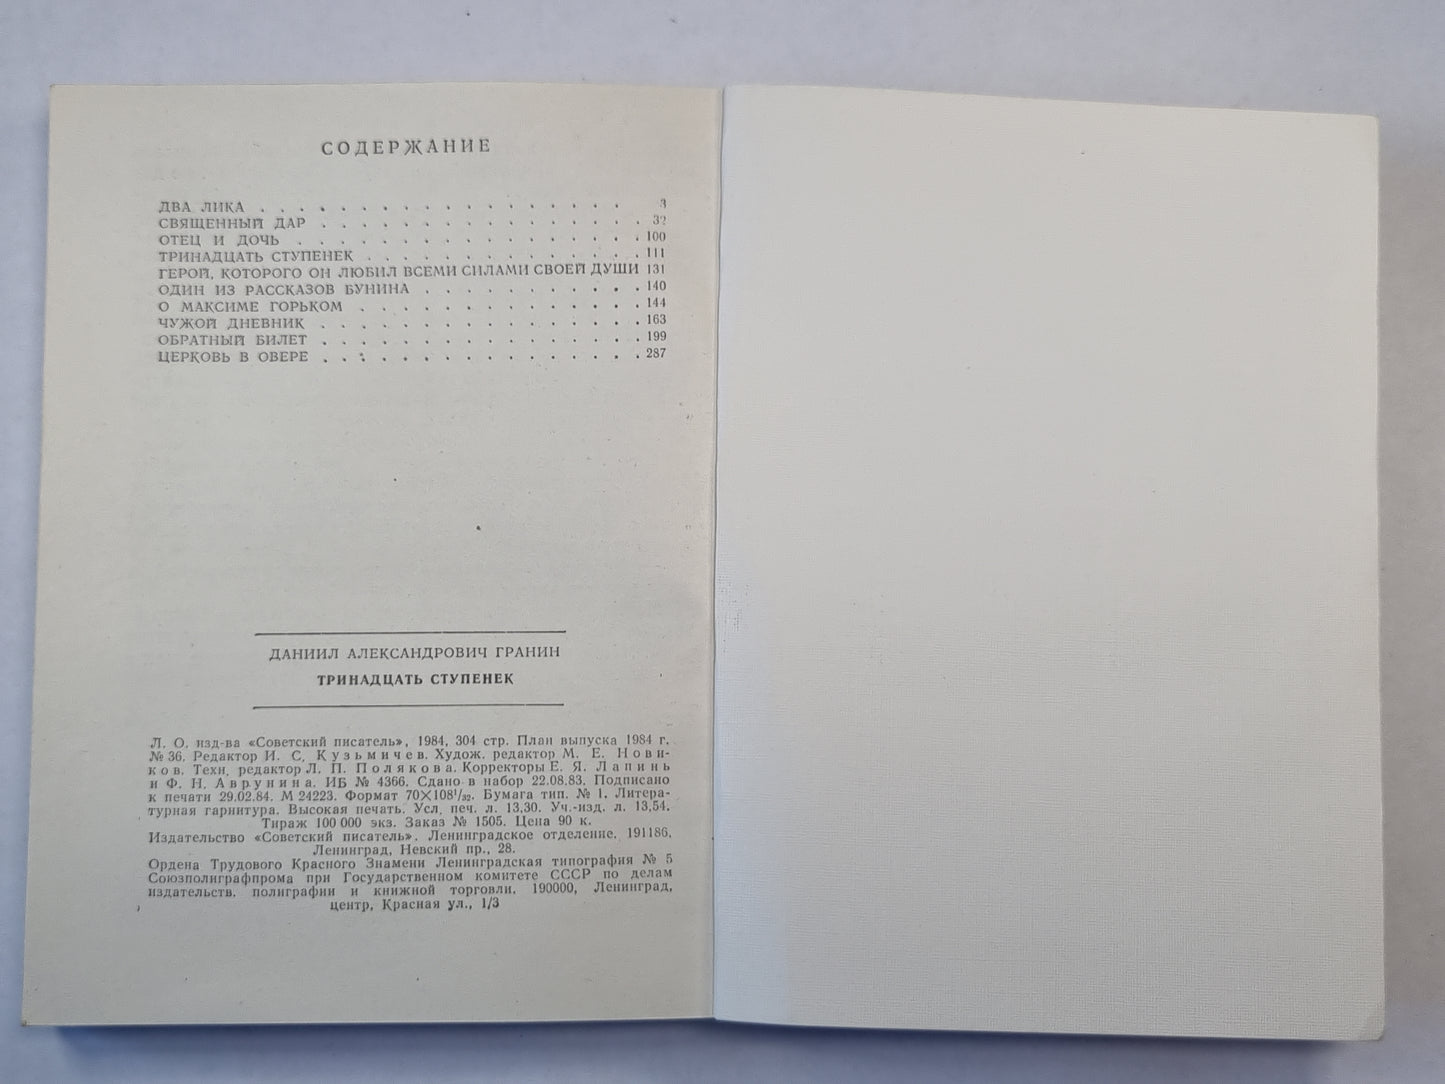 СОДЕРЖАНИЕ
ДВА ЛИКА . . . . . . . . . . . . . . . . . . . . 3
СВЯЩЕННЫЙ ДАР . . . . . . . . . . . . . . . . . 32
ОТЕЦ И ДОЧЬ . . . . . . . . . . . . . . . . . . . 100
ТРИНАДЦАТЬ СТУПЕНЕК . . . . . . . . . . . . . . . 111
ГЕРОЙ, КОТОРОГО ОН ЛЮБИЛ ВСЕМИ СИЛАМИ СВОЕЙ ДУШИ 131
ОДИН ИЗ РАССКАЗОВ БУНИНА . . . . . . . . . . . . 140
О МАКСИМЕ ГОРЬКОМ . . . . . . . . . . . . . . . 144
ЧУЖОЙ ДНЕВНИК . . . . . . . . . . . . . . . . . 163
ОБРАТНЫЙ БИЛЕТ . . . . . . . . . . . . . . . . . 199
ЦЕРКОВЬ В ОВЕРЕ . . . . . . . . . . . . . . . . . 287
ДАНИИЛ АЛЕКСАНДРОВИЧ ГРАНИН
ТРИНАДЦАТЬ СТУПЕНЕК
Л. О. изд-ва «Советский писатель», 1984, 304 стр. План выпуска 1984 г.
№ 36. Редактор И. С. Кузьмичев. Худож. редактор М. Е. Нови-
ков. Техн. редактор Л. П. Полякова. Корректоры Е. Я. Лапинь
и Ф. Н. Аврунина. ИБ № 4366. Сдано в набор 22.08.83. Подписано
к печати 29.02.84. М 24223. Формат 70×108¹/₃₂. Бумага тип. № 1. Литера-
турная гарнитура. Высокая печать. Усл. печ. л. 13,30. Уч.-изд. л. 13,54.
Тираж 100 000 экз. Заказ № 1505. Цена 90 к.
Издательство «Советский писатель». Ленинградское отделение. 191186,
Ленинград, Невский пр., 28.
Ордена Трудового Красного Знамени Ленинградская типография № 5
Союзполиграфпрома при Государственном комитете СССР по делам
издательств, полиграфии и книжной торговли. 190000, Ленинград,
центр, Красная ул., 1/3